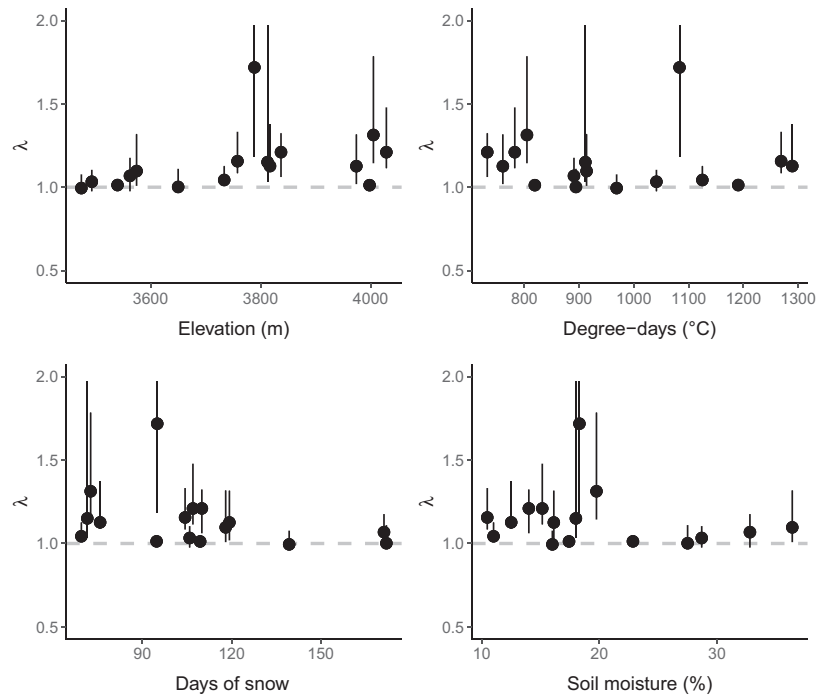 2.0
1.5
1.0
0.5
λ
3600 3800 4000
Elevation (m)
2.0
1.5
1.0
0.5
λ
800 900 1000 1100 1200 1300
Degree−days (°C)
2.0
1.5
1.0
0.5
λ
90 120 150
Days of snow
2.0
1.5
1.0
0.5
λ
10 20 30
Soil moisture (%)